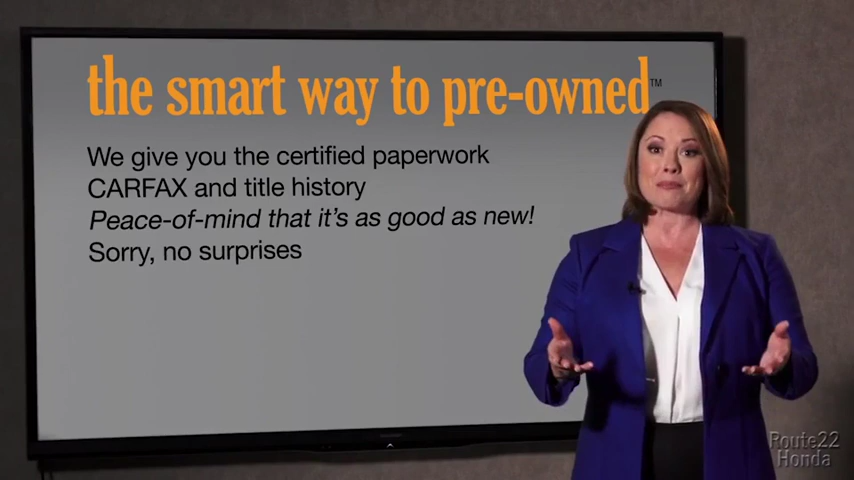 the smart way to pre-owned™
We give you the certified paperwork
CARFAX and title history
Peace-of-mind that it's as good as new!
Sorry, no surprises
Route22
Honda